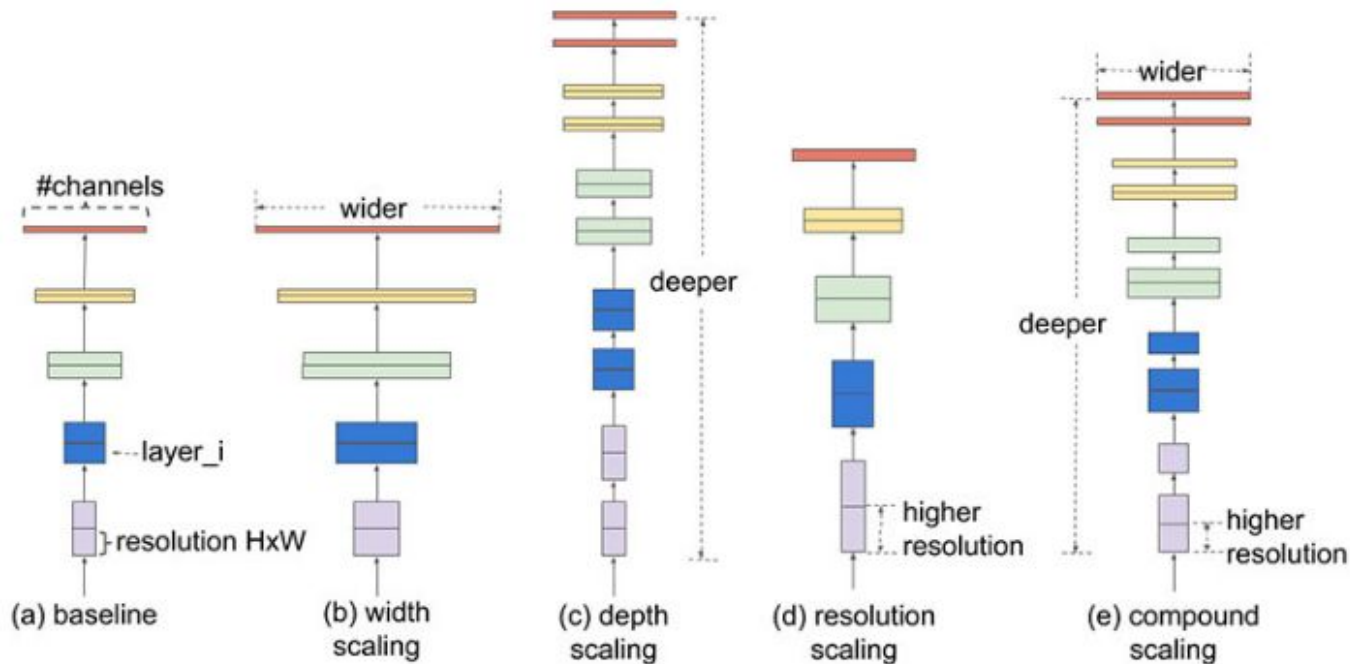 #channels
layer_i
resolution HxW
(a) baseline
wider
(b) width
scaling
deeper
(c) depth
scaling
higher
resolution
(d) resolution
scaling
wider
deeper
higher
resolution
(e) compound
scaling